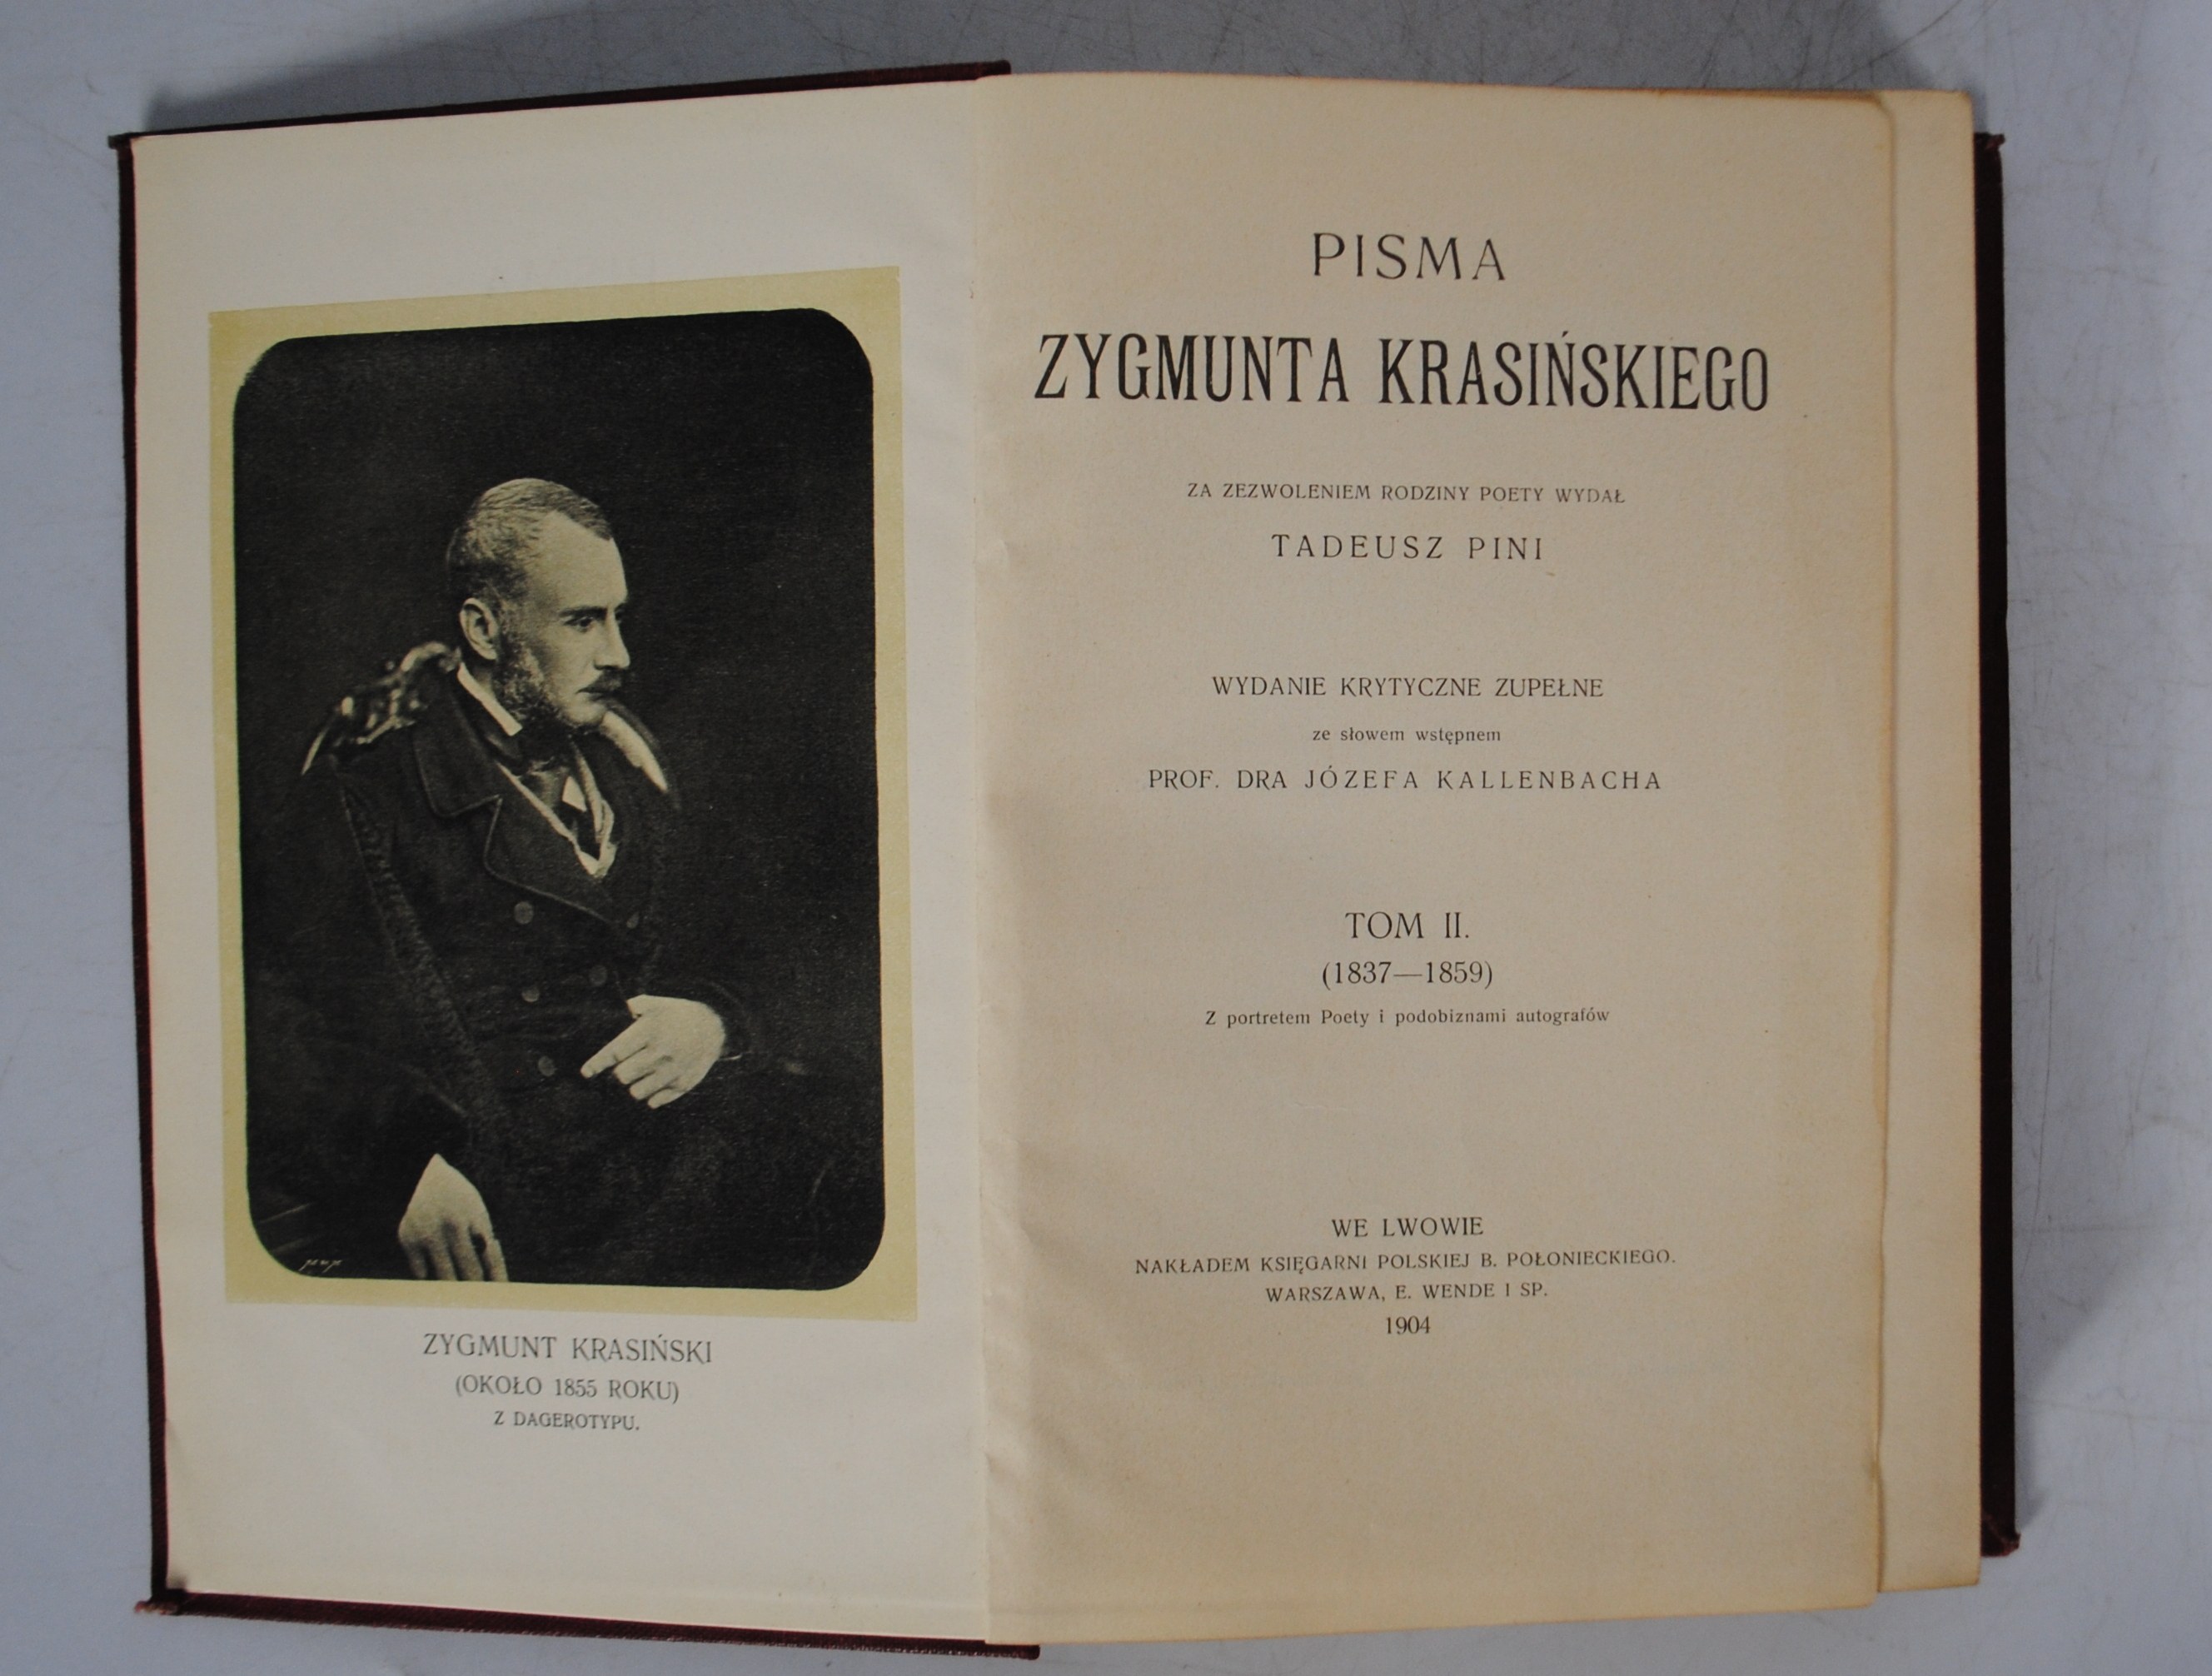 ZYGMUNT KRASIŃSKI
(OKOŁO 1855 ROKU)
Z DAGEROTYPU.
PISMA
ZYGMUNTA KRASIŃSKIEGO
ZA ZEZWOLENIEM RODZINY POETY WYDAŁ
TADEUSZ PINI
WYDANIE KRYTYCZNE ZUPEŁNE
ze słowem wstępnem
PROF. DRA JÓZEFA KALLENBACHA
TOM II.
(1837—1859)
Z portretem Poety i podobiznami autografów
WE LWOWIE
NAKŁADEM KSIĘGARNI POLSKIEJ B. POŁONIECKIEGO.
WARSZAWA, E. WENDE I SP.
1904